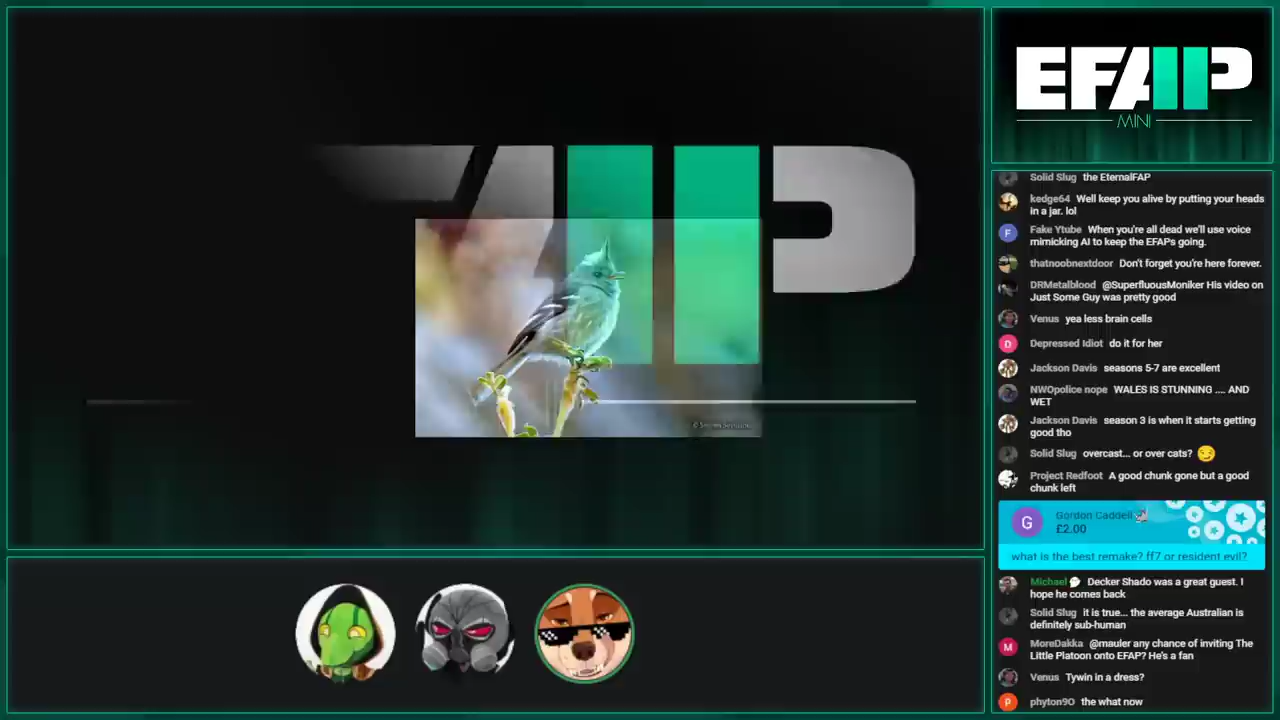 EFAP
MINI
AP
Solid Slug the EternalFAP
kedge64 Well keep you alive by putting your heads
in a jar. lol
F
Fake Ytube When you're all dead we'll use voice
mimicking AI to keep the EFAPs going.
thatnoobnextdoor Don't forget you're here forever.
DRMetalblood @SuperfluousMoniker His video on
Just Some Guy was pretty good
Venus yea less brain cells
D
Depressed Idiot do it for her
Jackson Davis seasons 5-7 are excellent
NWOpolice nope WALES IS STUNNING .... AND
WET
Jackson Davis season 3 is when it starts getting
good tho
Solid Slug overcast... or over cats? 😏
Project Redfoot A good chunk gone but a good
chunk left
G
Gordon Caddell
£2.00
what is the best remake? ff7 or resident evil?
Michael Decker Shado was a great guest. I
hope he comes back
Solid Slug it is true... the average Australian is
definitely sub-human
M
MoreDakka @mauler any chance of inviting The
Little Platoon onto EFAP? He's a fan
Venus Tywin in a dress?
P
phyton90 the what now